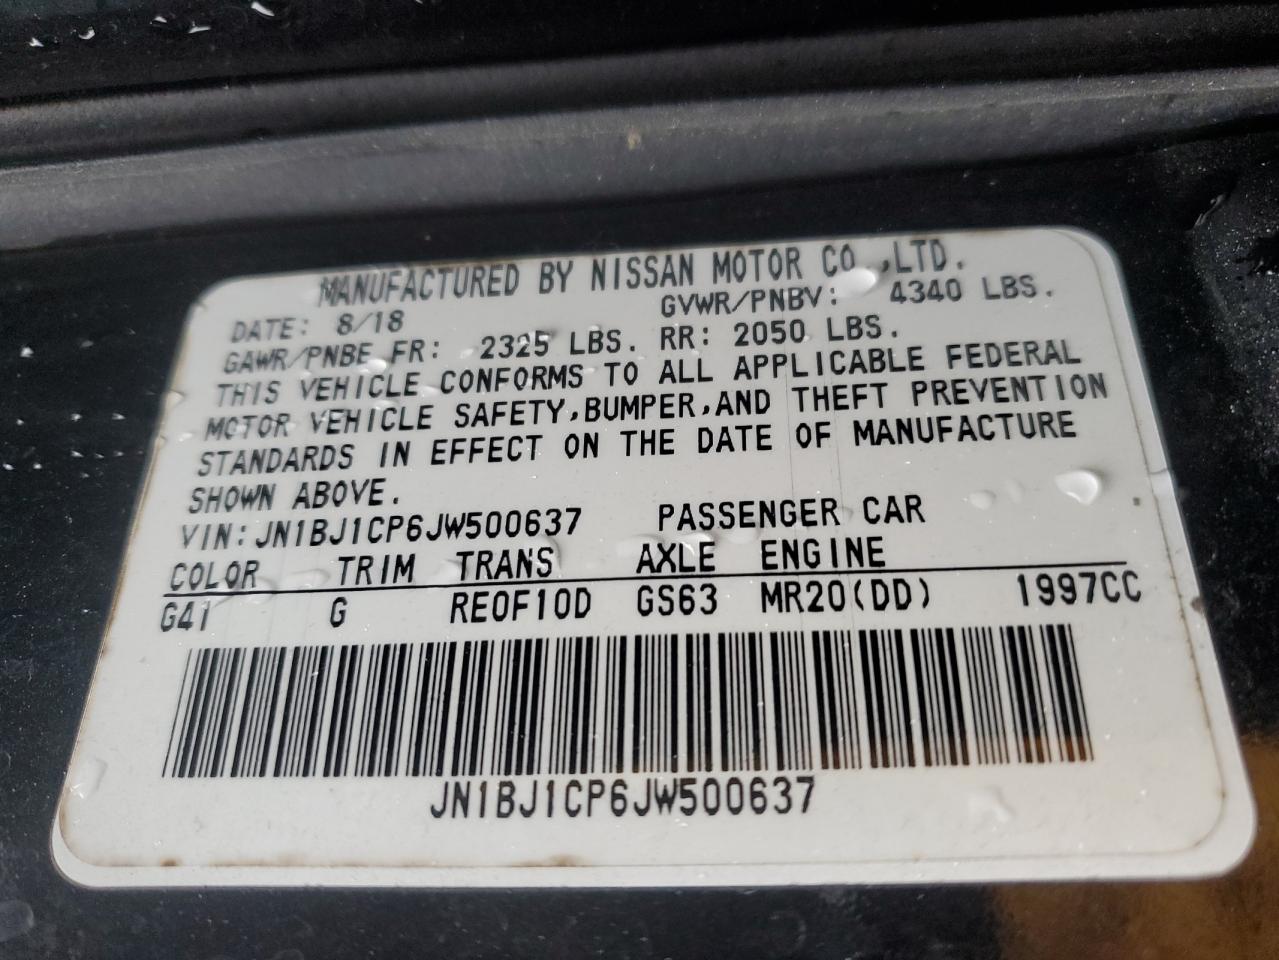 MANUFACTURED BY NISSAN MOTOR CO.,LTD.
DATE: 8/18 GVWR/PNBV: 4340 LBS.
GAWR/PNBE FR: 2325 LBS. RR: 2050 LBS.
THIS VEHICLE CONFORMS TO ALL APPLICABLE FEDERAL
MOTOR VEHICLE SAFETY,BUMPER,AND THEFT PREVENTION
STANDARDS IN EFFECT ON THE DATE OF MANUFACTURE
SHOWN ABOVE.
VIN:JN1BJ1CP6JW500637 PASSENGER CAR
COLOR TRIM TRANS AXLE ENGINE
G41 G RE0F10D GS63 MR20(DD) 1997CC
JN1BJ1CP6JW500637